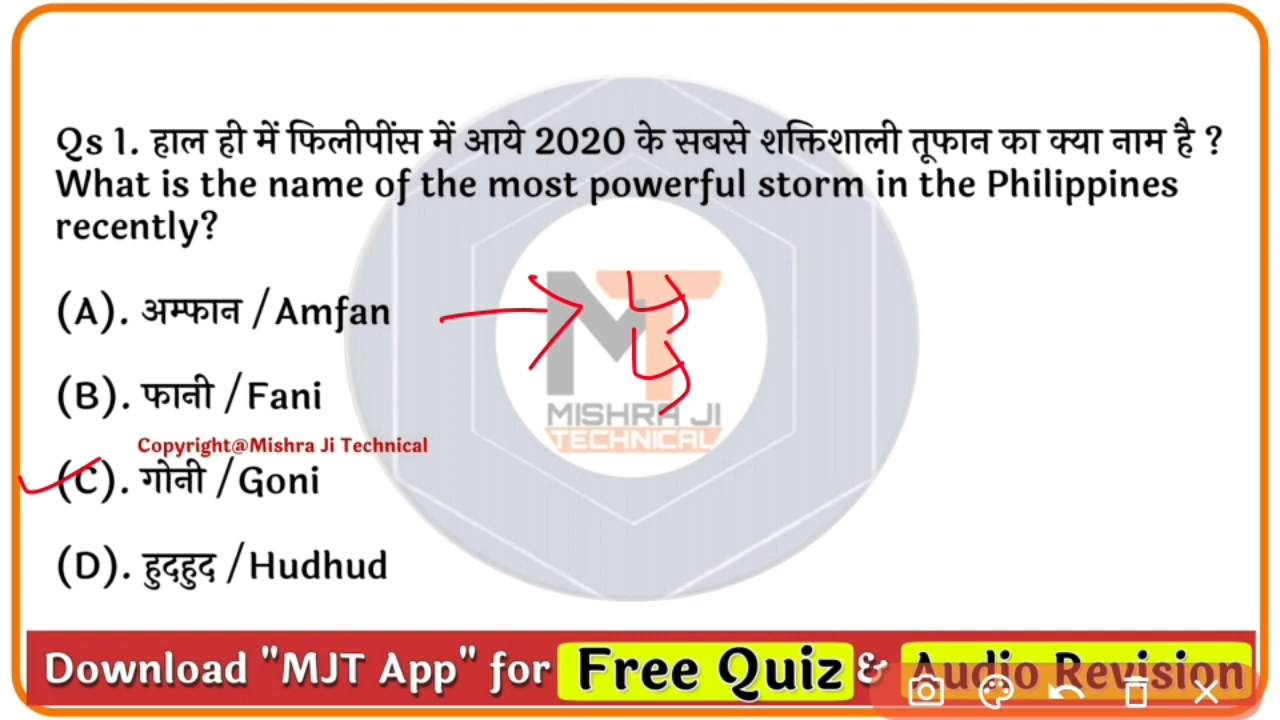 Qs 1. हाल ही में फिलीपींस में आये 2020 के सबसे शक्तिशाली तूफान का क्या नाम है ?
What is the name of the most powerful storm in the Philippines
recently?
(A). अम्फान / Amfan
(B). फानी / Fani
Copyright@Mishra Ji Technical
(C). गोनी / Goni
(D). हुदहुद / Hudhud
MT
MISHRA JI
TECHNICAL
Download "MJT App" for Free Quiz & Audio Revision